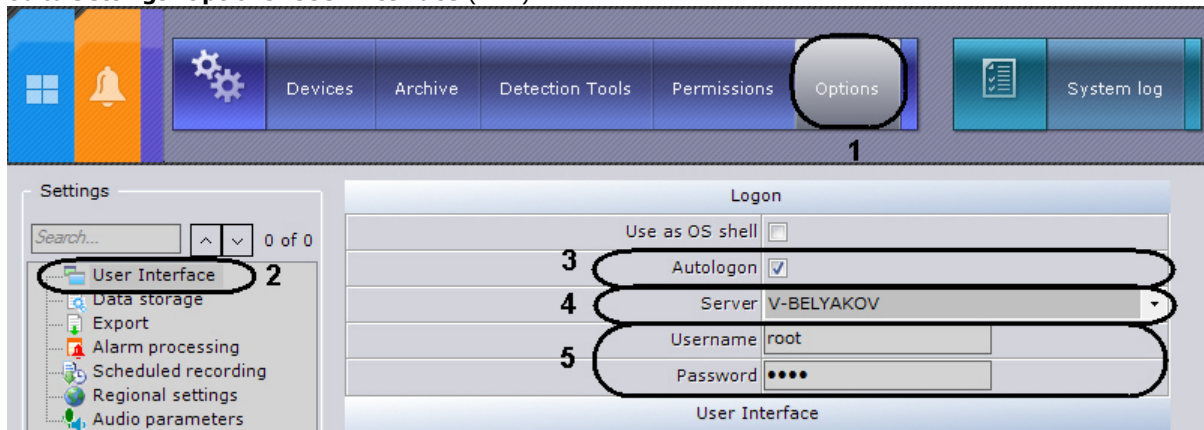 Devices Archive Detection Tools Permissions Options System log
1
Settings
Search... 0 of 0
User Interface 2
Data storage
Export
Alarm processing
Scheduled recording
Regional settings
Audio parameters
Logon
Use as OS shell
3 Autologon
4 Server V-BELYAKOV
5
Username root
Password ••••
User Interface